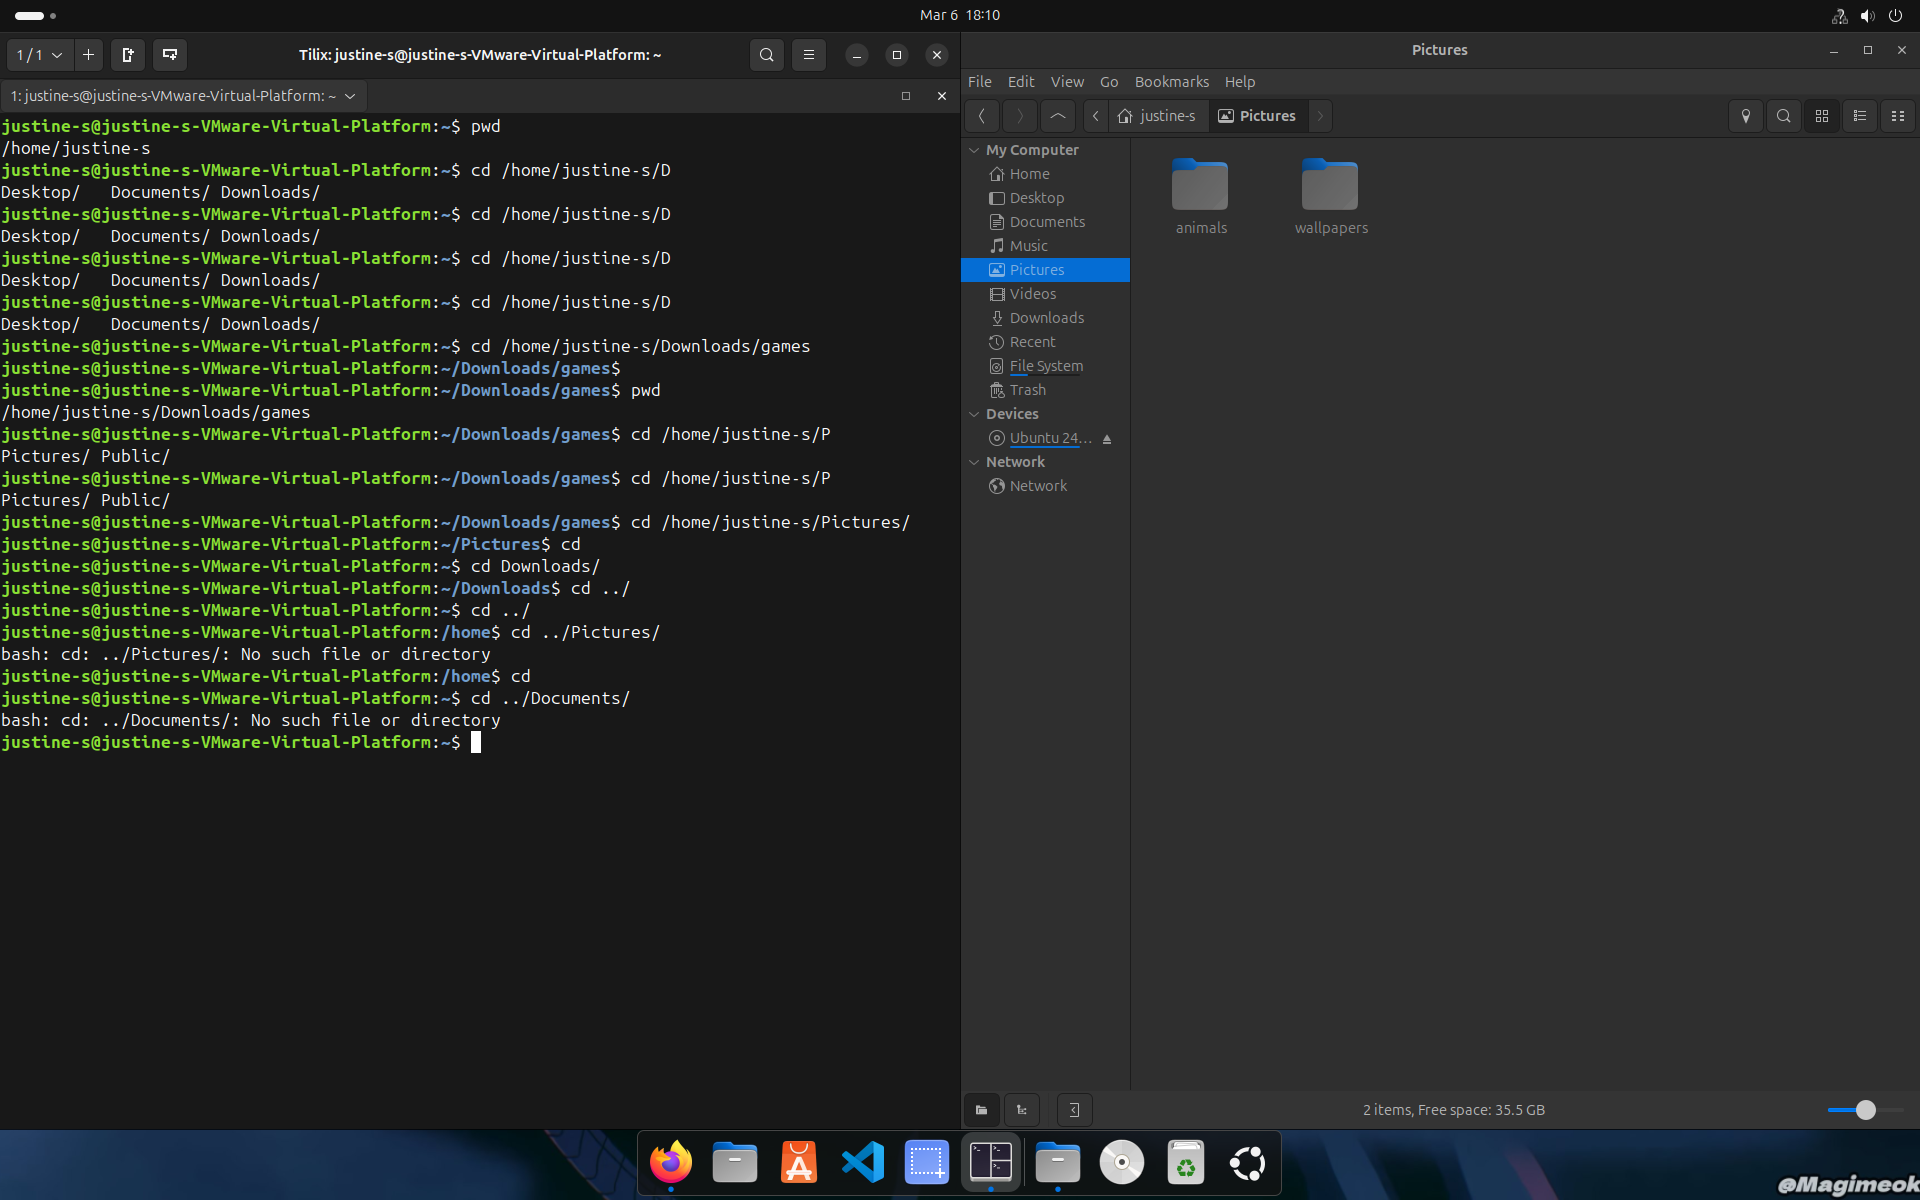 Mar 6 18:10
1 / 1
Tilix: justine-s@justine-s-VMware-Virtual-Platform: ~
1: justine-s@justine-s-VMware-Virtual-Platform: ~
justine-s@justine-s-VMware-Virtual-Platform:~$ pwd
/home/justine-s
justine-s@justine-s-VMware-Virtual-Platform:~$ cd /home/justine-s/D
Desktop/   Documents/ Downloads/
justine-s@justine-s-VMware-Virtual-Platform:~$ cd /home/justine-s/D
Desktop/   Documents/ Downloads/
justine-s@justine-s-VMware-Virtual-Platform:~$ cd /home/justine-s/D
Desktop/   Documents/ Downloads/
justine-s@justine-s-VMware-Virtual-Platform:~$ cd /home/justine-s/D
Desktop/   Documents/ Downloads/
justine-s@justine-s-VMware-Virtual-Platform:~$ cd /home/justine-s/Downloads/games
justine-s@justine-s-VMware-Virtual-Platform:~/Downloads/games$
justine-s@justine-s-VMware-Virtual-Platform:~/Downloads/games$ pwd
/home/justine-s/Downloads/games
justine-s@justine-s-VMware-Virtual-Platform:~/Downloads/games$ cd /home/justine-s/P
Pictures/ Public/
justine-s@justine-s-VMware-Virtual-Platform:~/Downloads/games$ cd /home/justine-s/P
Pictures/ Public/
justine-s@justine-s-VMware-Virtual-Platform:~/Downloads/games$ cd /home/justine-s/Pictures/
justine-s@justine-s-VMware-Virtual-Platform:~/Pictures$ cd
justine-s@justine-s-VMware-Virtual-Platform:~$ cd Downloads/
justine-s@justine-s-VMware-Virtual-Platform:~/Downloads$ cd ../
justine-s@justine-s-VMware-Virtual-Platform:~$ cd ../
justine-s@justine-s-VMware-Virtual-Platform:/home$ cd ../Pictures/
bash: cd: ../Pictures/: No such file or directory
justine-s@justine-s-VMware-Virtual-Platform:/home$ cd
justine-s@justine-s-VMware-Virtual-Platform:~$ cd ../Documents/
bash: cd: ../Documents/: No such file or directory
justine-s@justine-s-VMware-Virtual-Platform:~$
Pictures
File Edit View Go Bookmarks Help
justine-s Pictures
My Computer
Home
Desktop
Documents
Music
Pictures
Videos
Downloads
Recent
File System
Trash
Devices
Ubuntu 24...
Network
Network
animals wallpapers
2 items, Free space: 35.5 GB
@Magimeok